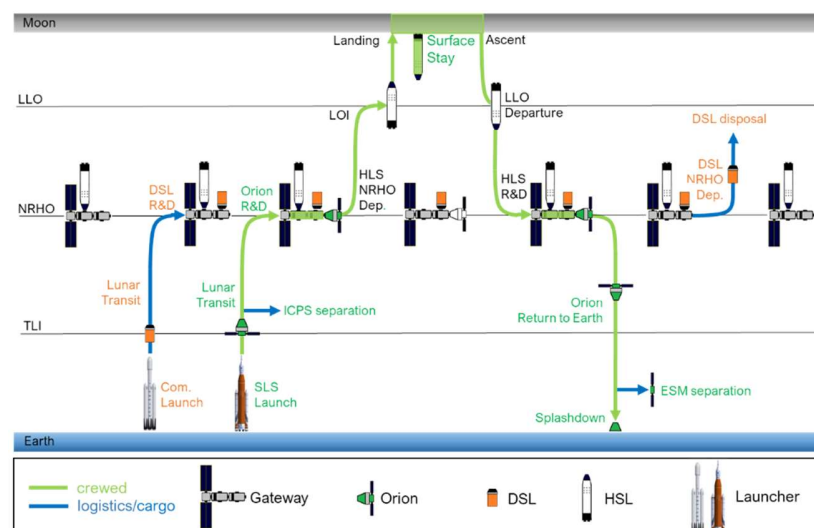 Moon
Landing
Surface
Stay
Ascent
LLO
LOI
LLO
Departure
DSL disposal
DSL
R&D
Orion
R&D
HLS
NRHO
Dep.
HLS
R&D
DSL
NRHO
Dep.
NRHO
Lunar
Transit
Lunar
Transit
ICPS separation
Orion
Return to Earth
TLI
Com.
Launch
SLS
Launch
ESM separation
Splashdown
Earth
crewed
logistics/cargo
Gateway
Orion
DSL
HSL
Launcher